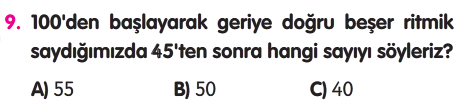 9. 100'den başlayarak geriye doğru beşer ritmik
saydığımızda 45'ten sonra hangi sayıyı söyleriz?
A) 55 B) 50 C) 40